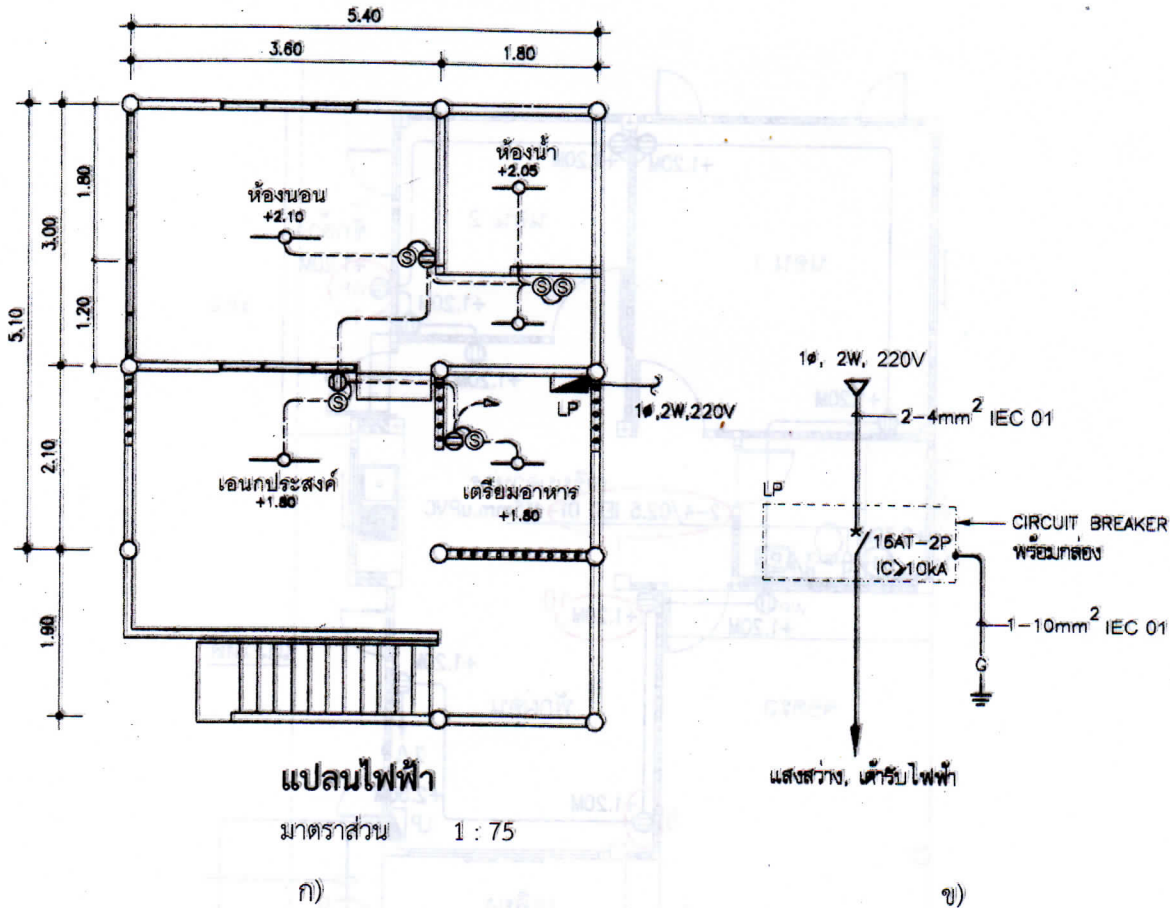 5.40
3.60 1.80
5.10
3.00
1.80
1.20
2.10
1.90
ห้องนอน
+2.10
ห้องน้ำ
+2.05
S
S S
S
S
LP
1ø,2W,220V
เอนกประสงค์
+1.80
เตรียมอาหาร
+1.80
แปลนไฟฟ้า
มาตราส่วน 1 : 75
ก)
1ø, 2W, 220V
2-4mm² IEC 01
LP
16AT-2P
IC>10kA
CIRCUIT BREAKER
พร้อมกล่อง
1-10mm² IEC 01
G
แสงสว่าง, เต้ารับไฟฟ้า
ข)